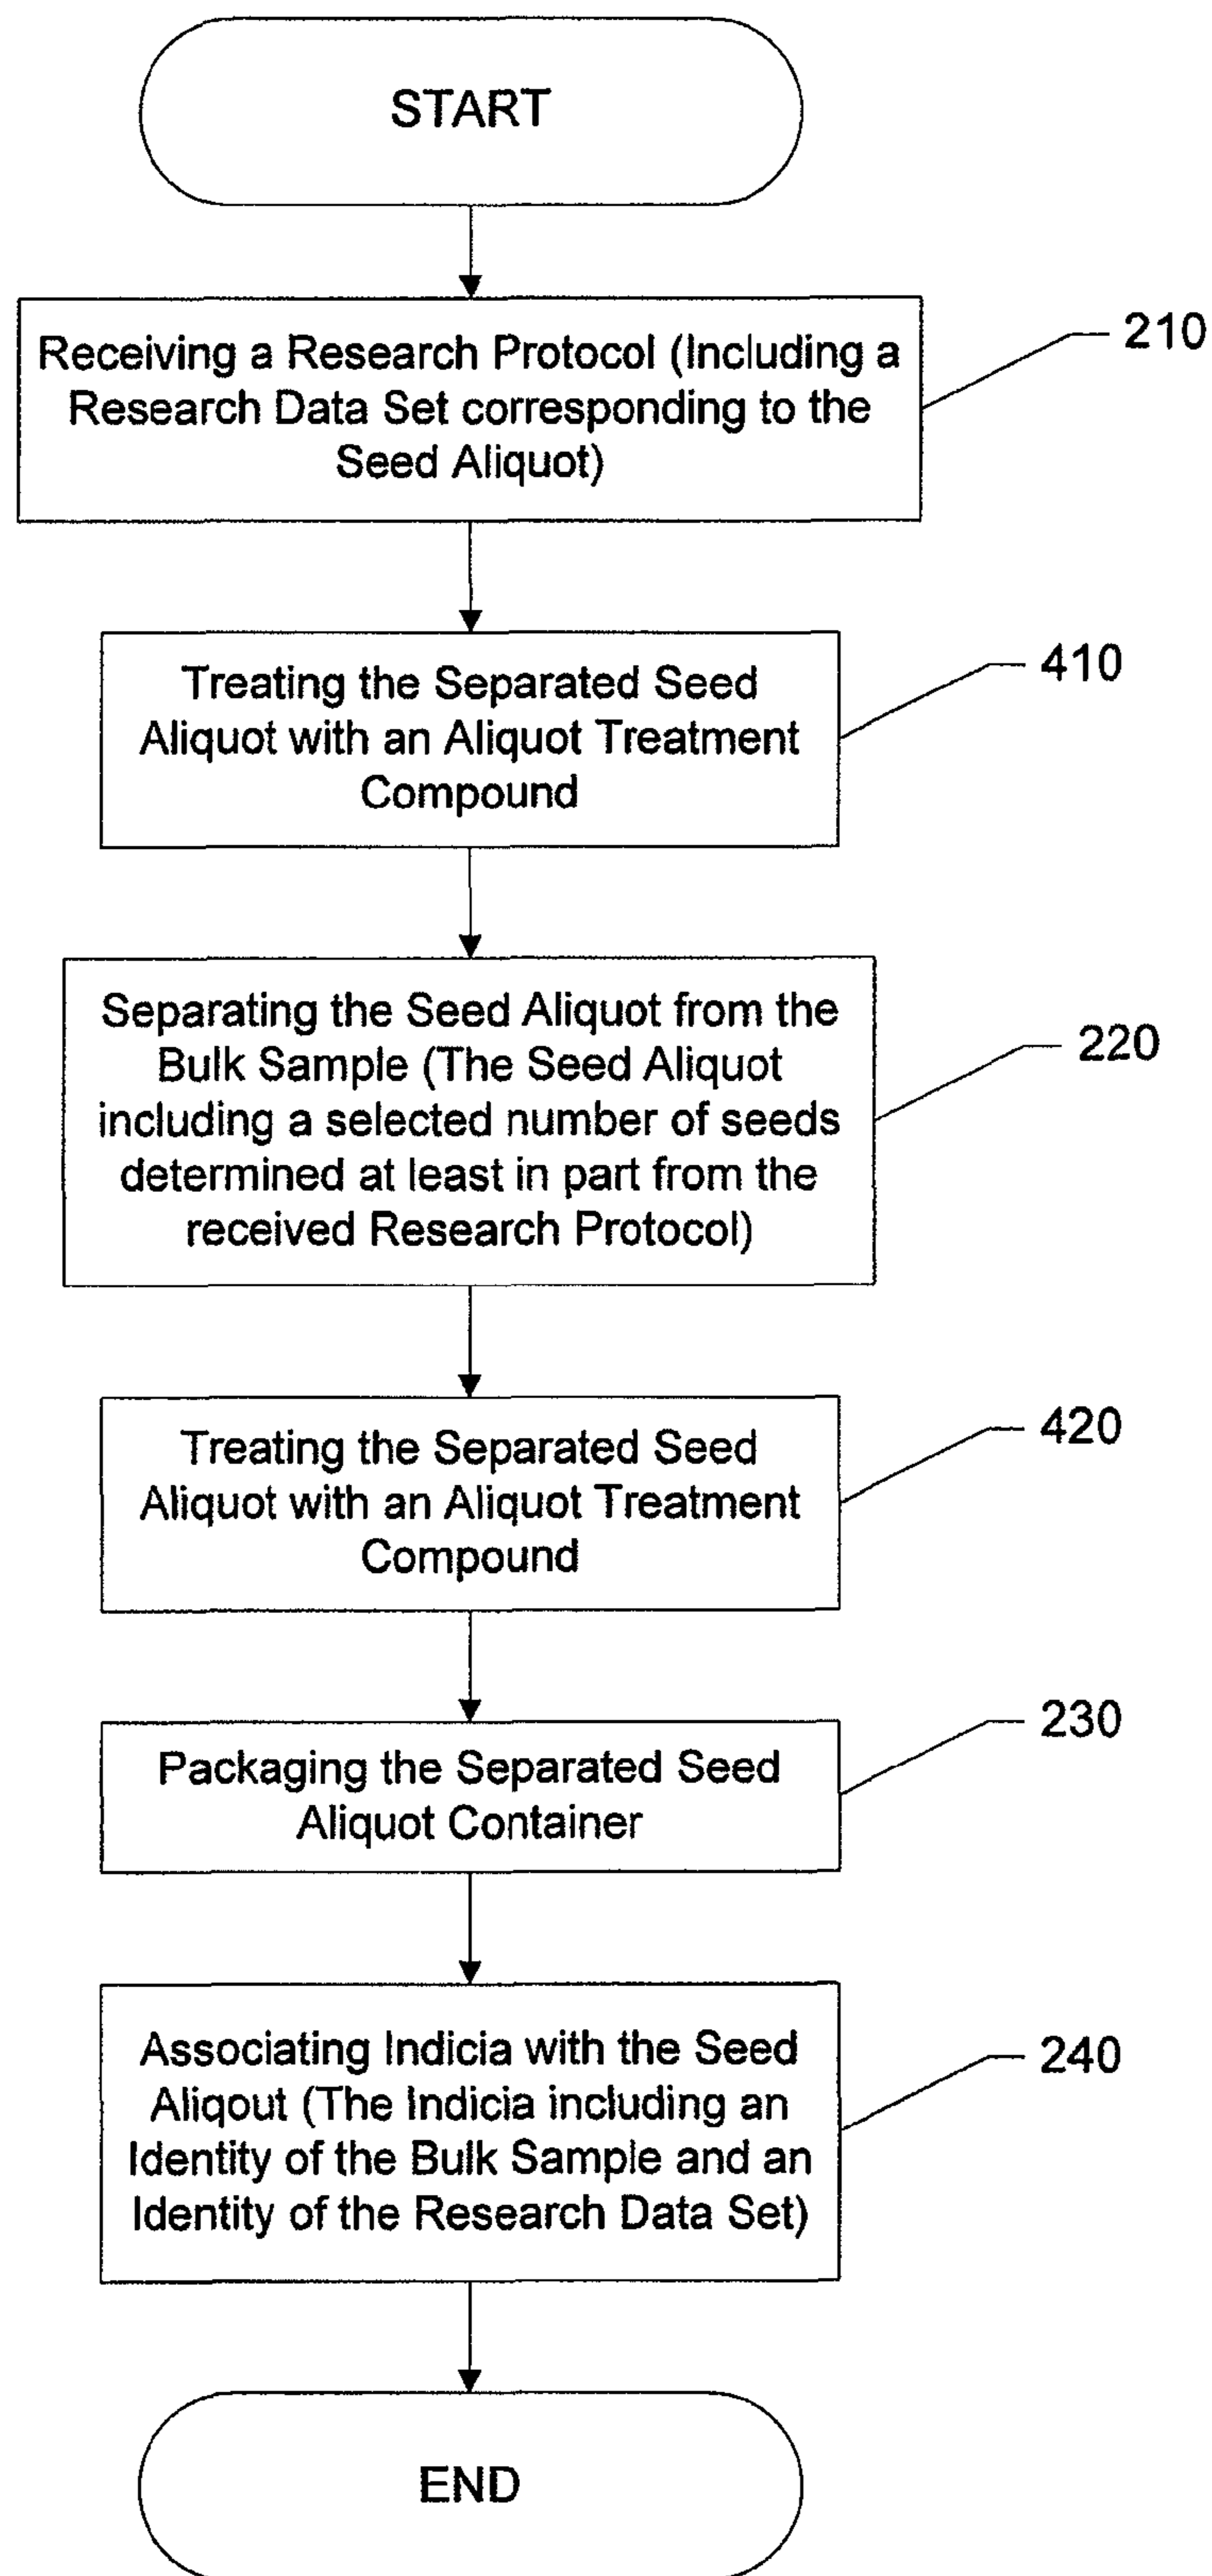 START
Receiving a Research Protocol (Including a
Research Data Set corresponding to the
Seed Aliquot)
210
Treating the Separated Seed
Aliquot with an Aliquot Treatment
Compound
410
Separating the Seed Aliquot from the
Bulk Sample (The Seed Aliquot
including a selected number of seeds
determined at least in part from the
received Research Protocol)
220
Treating the Separated Seed
Aliquot with an Aliquot Treatment
Compound
420
Packaging the Separated Seed
Aliquot Container
230
Associating Indicia with the Seed
Aliqout (The Indicia including an
Identity of the Bulk Sample and an
Identity of the Research Data Set)
240
END